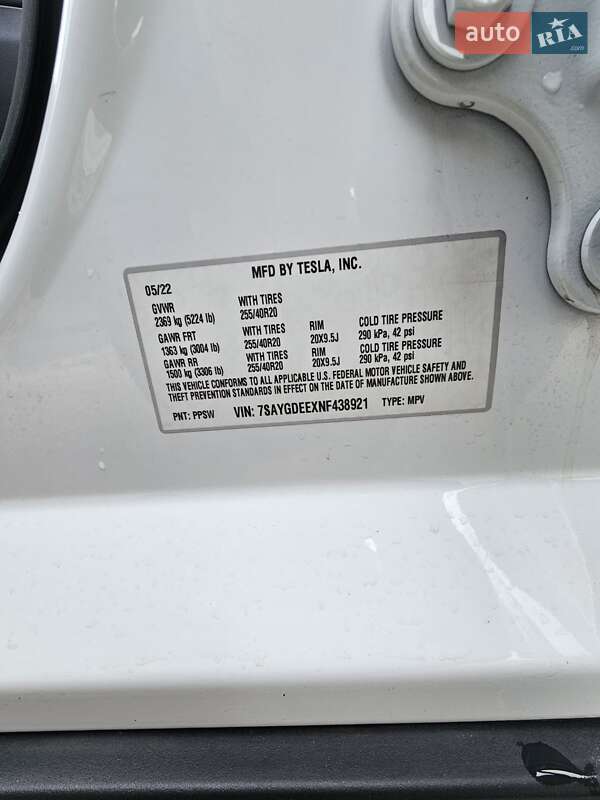 auto RIA .com
MFD BY TESLA, INC.
05/22
GVWR WITH TIRES
2369 kg (5224 lb) 255/40R20
GAWR FRT WITH TIRES RIM COLD TIRE PRESSURE
1363 kg (3004 lb) 255/40R20 20X9.5J 290 kPa, 42 psi
GAWR RR WITH TIRES RIM COLD TIRE PRESSURE
1500 kg (3306 lb) 255/40R20 20X9.5J 290 kPa, 42 psi
THIS VEHICLE CONFORMS TO ALL APPLICABLE U.S. FEDERAL MOTOR VEHICLE SAFETY AND
THEFT PREVENTION STANDARDS IN EFFECT ON THE DATE OF MANUFACTURE SHOWN ABOVE.
PNT: PPSW VIN: 7SAYGDEEXNF438921 TYPE: MPV